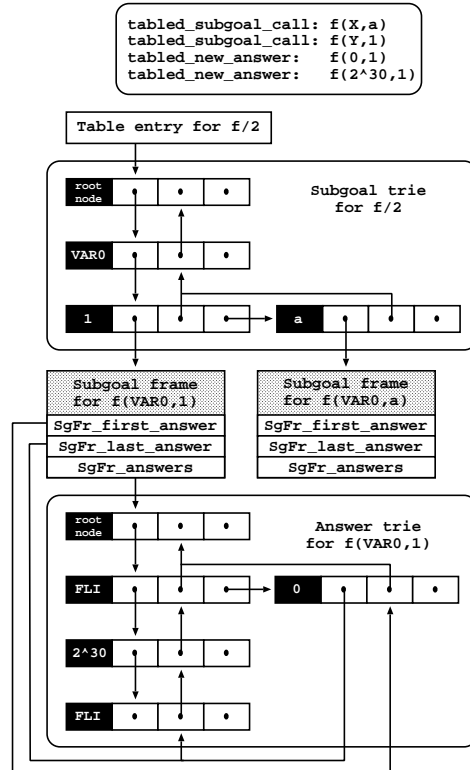 tabled_subgoal_call: f(X,a)
tabled_subgoal_call: f(Y,1)
tabled_new_answer: f(0,1)
tabled_new_answer: f(2^30,1)
Table entry for f/2
root
node
Subgoal trie
for f/2
VAR0
1
a
Subgoal frame
for f(VAR0,1)
SgFr_first_answer
SgFr_last_answer
SgFr_answers
Subgoal frame
for f(VAR0,a)
SgFr_first_answer
SgFr_last_answer
SgFr_answers
root
node
Answer trie
for f(VAR0,1)
FLI
0
2^30
FLI